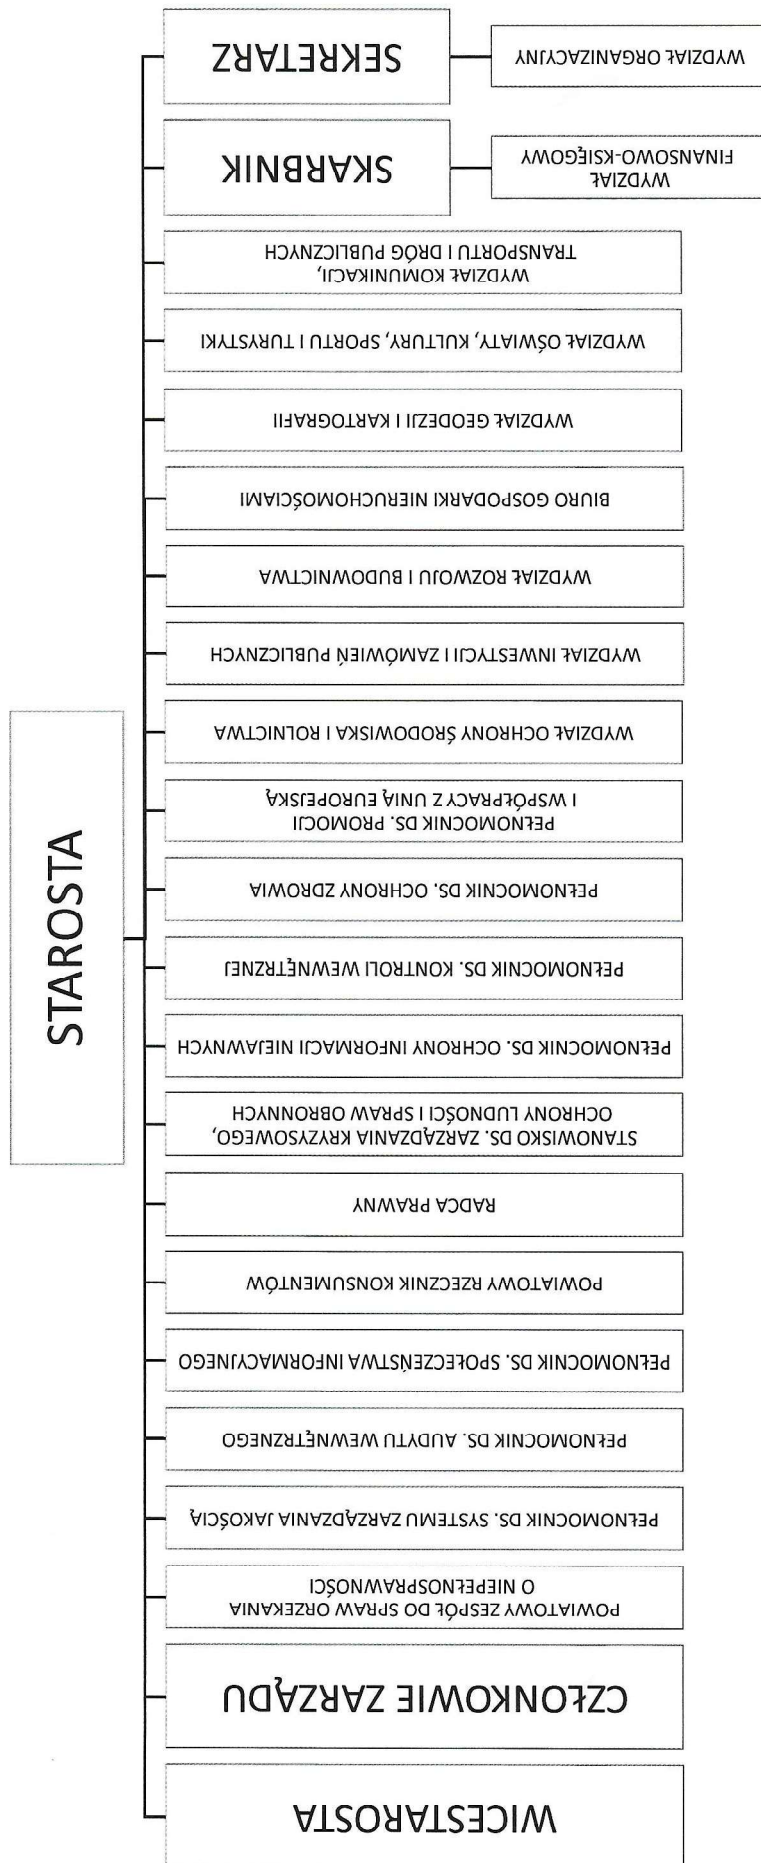 STAROSTA
WICESTAROSTA
CZŁONKOWIE ZARZĄDU
POWIATOWY ZESPÓŁ DO SPRAW ORZEKANIA
O NIEPEŁNOSPRAWNOŚCI
PEŁNOMOCNIK DS. SYSTEMU ZARZĄDZANIA JAKOŚCIĄ
PEŁNOMOCNIK DS. AUDYTU WEWNĘTRZNEGO
PEŁNOMOCNIK DS. SPOŁECZEŃSTWA INFORMACYJNEGO
POWIATOWY RZECZNIK KONSUMENTÓW
RADCA PRAWNY
STANOWISKO DS. ZARZĄDZANIA KRYZYSOWEGO,
OCHRONY LUDNOŚCI I SPRAW OBRONNYCH
PEŁNOMOCNIK DS. OCHRONY INFORMACJI NIEJAWNYCH
PEŁNOMOCNIK DS. KONTROLI WEWNĘTRZNEJ
PEŁNOMOCNIK DS. OCHRONY ZDROWIA
PEŁNOMOCNIK DS. PROMOCJI
I WSPÓŁPRACY Z UNIĄ EUROPEJSKĄ
WYDZIAŁ OCHRONY ŚRODOWISKA I ROLNICTWA
WYDZIAŁ INWESTYCJI I ZAMÓWIEŃ PUBLICZNYCH
WYDZIAŁ ROZWOJU I BUDOWNICTWA
BIURO GOSPODARKI NIERUCHOMOŚCIAMI
WYDZIAŁ GEODEZJI I KARTOGRAFII
WYDZIAŁ OŚWIATY, KULTURY, SPORTU I TURYSTYKI
WYDZIAŁ KOMUNIKACJI,
TRANSPORTU I DRÓG PUBLICZNYCH
SKARBNIK
WYDZIAŁ
FINANSOWO-KSIĘGOWY
SEKRETARZ
WYDZIAŁ ORGANIZACYJNY